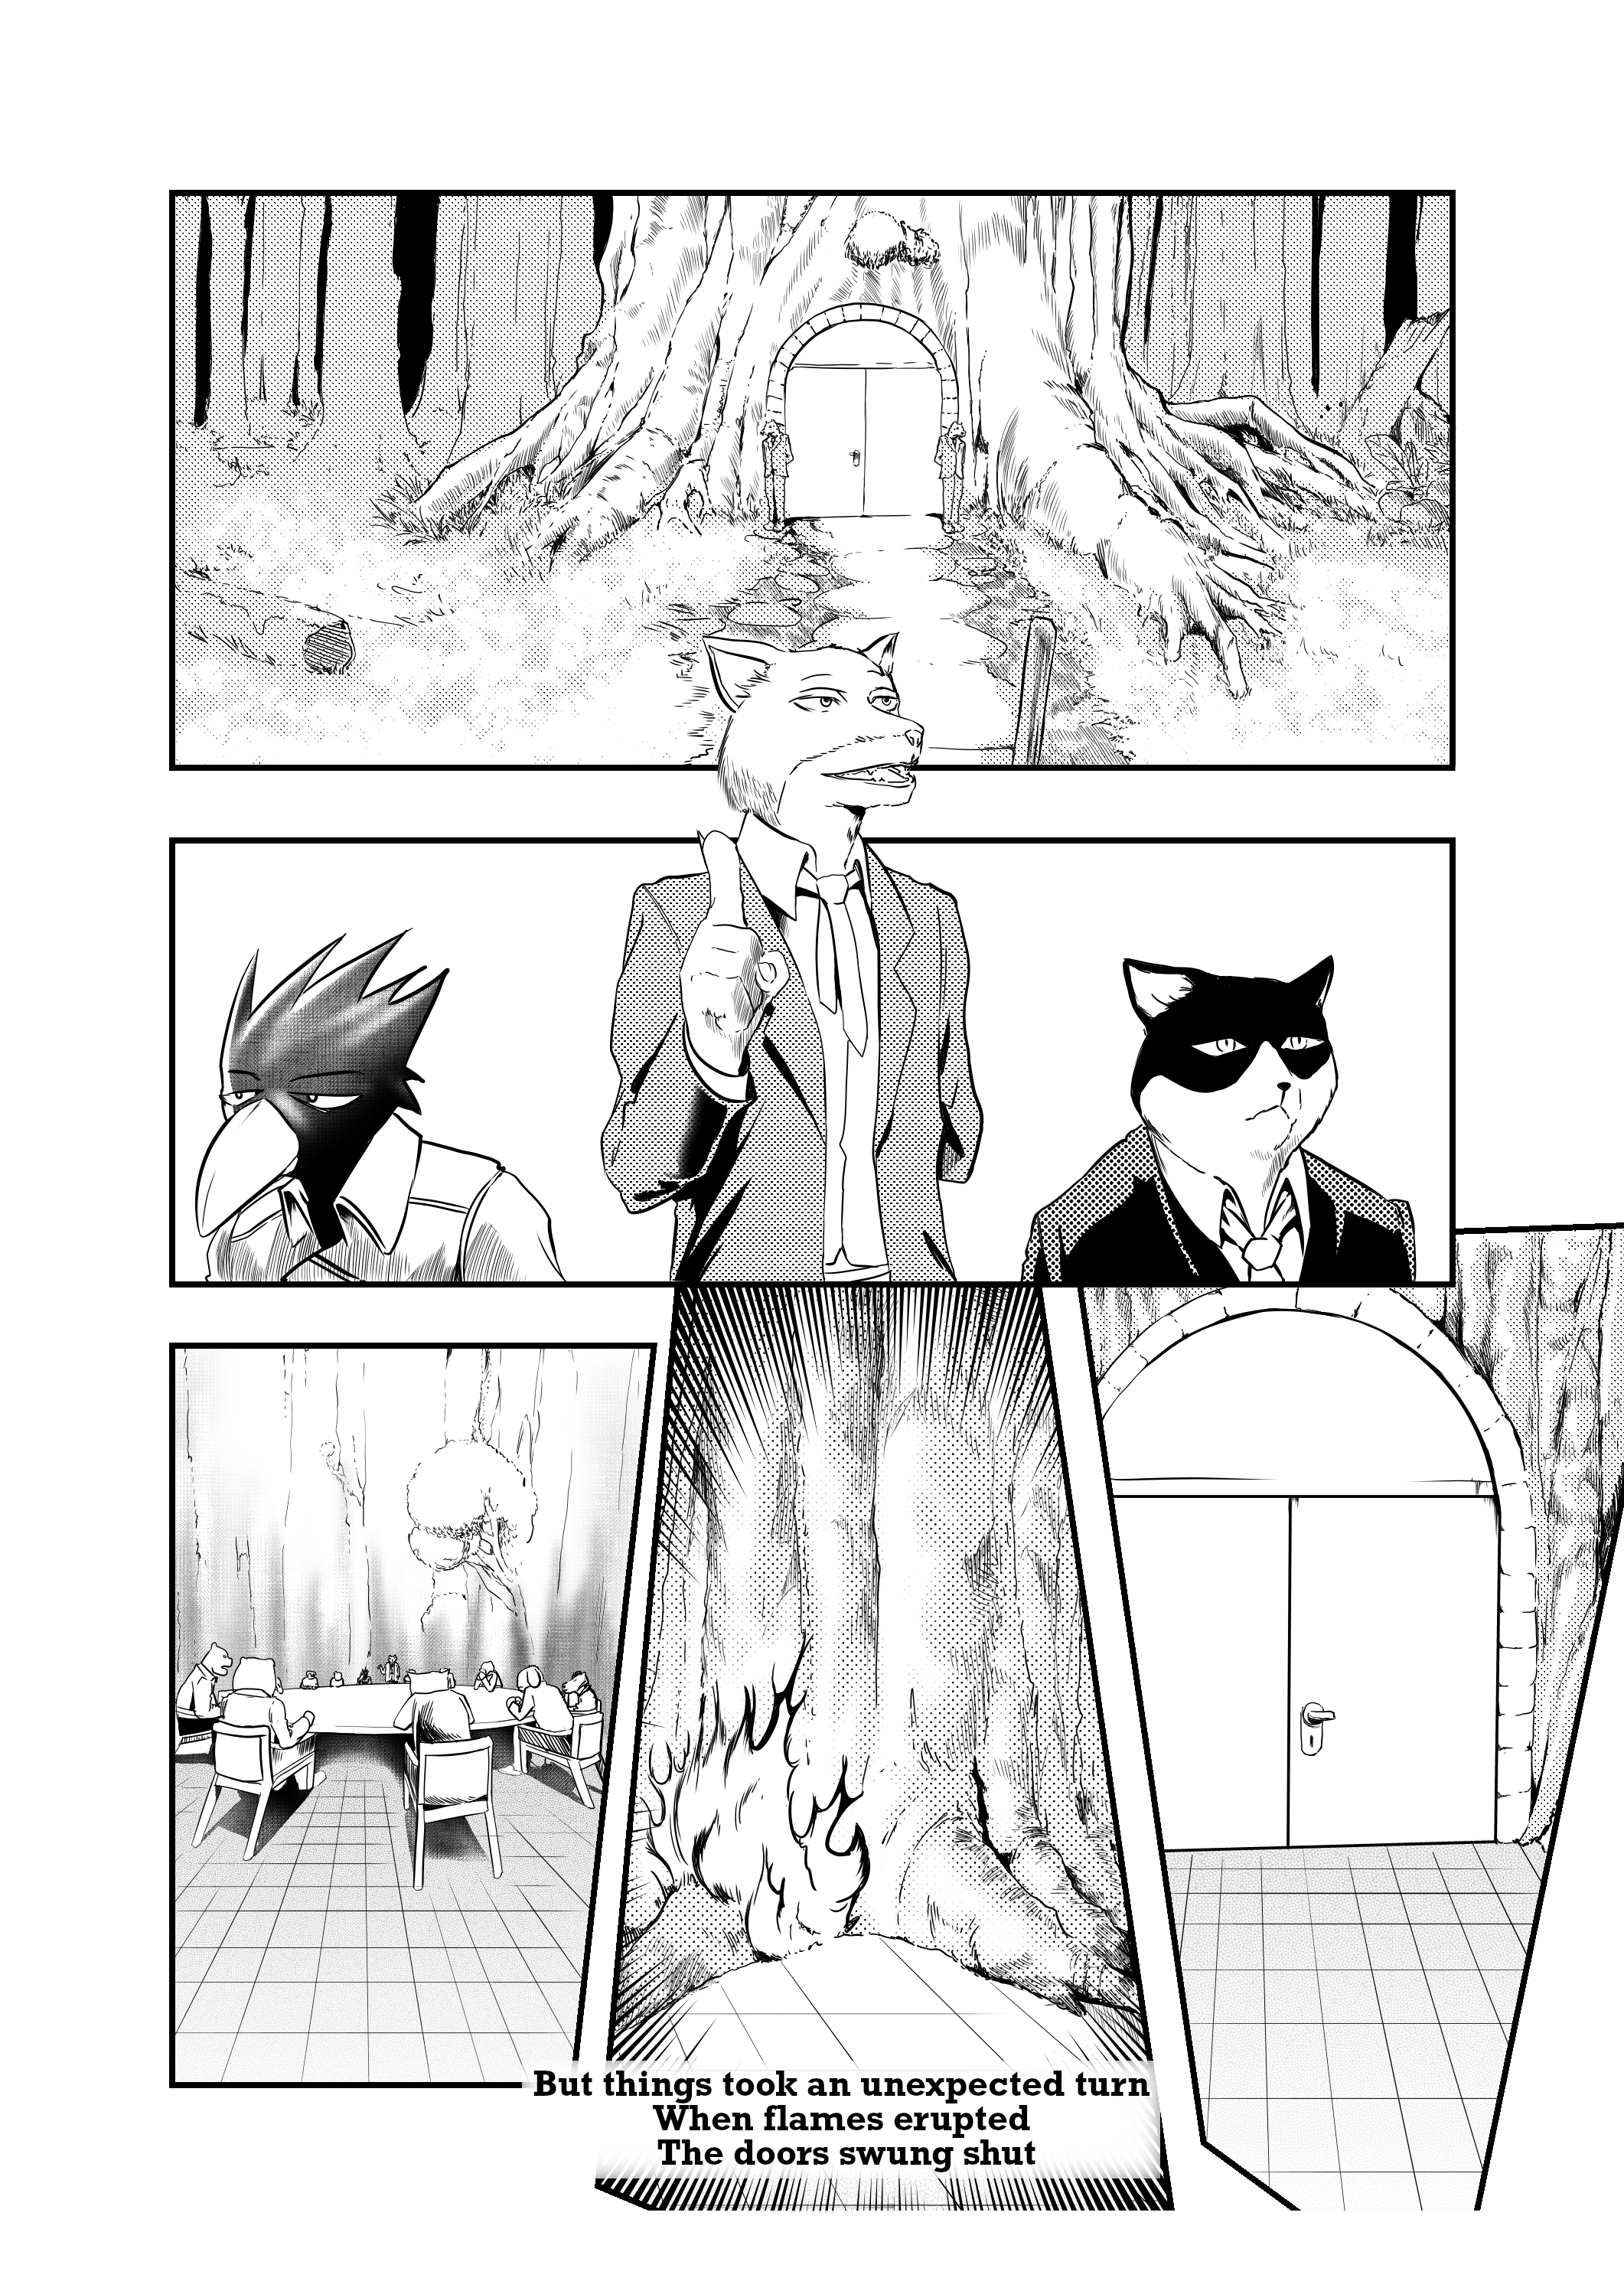 But things took an unexpected turn
When flames erupted
The doors swung shut